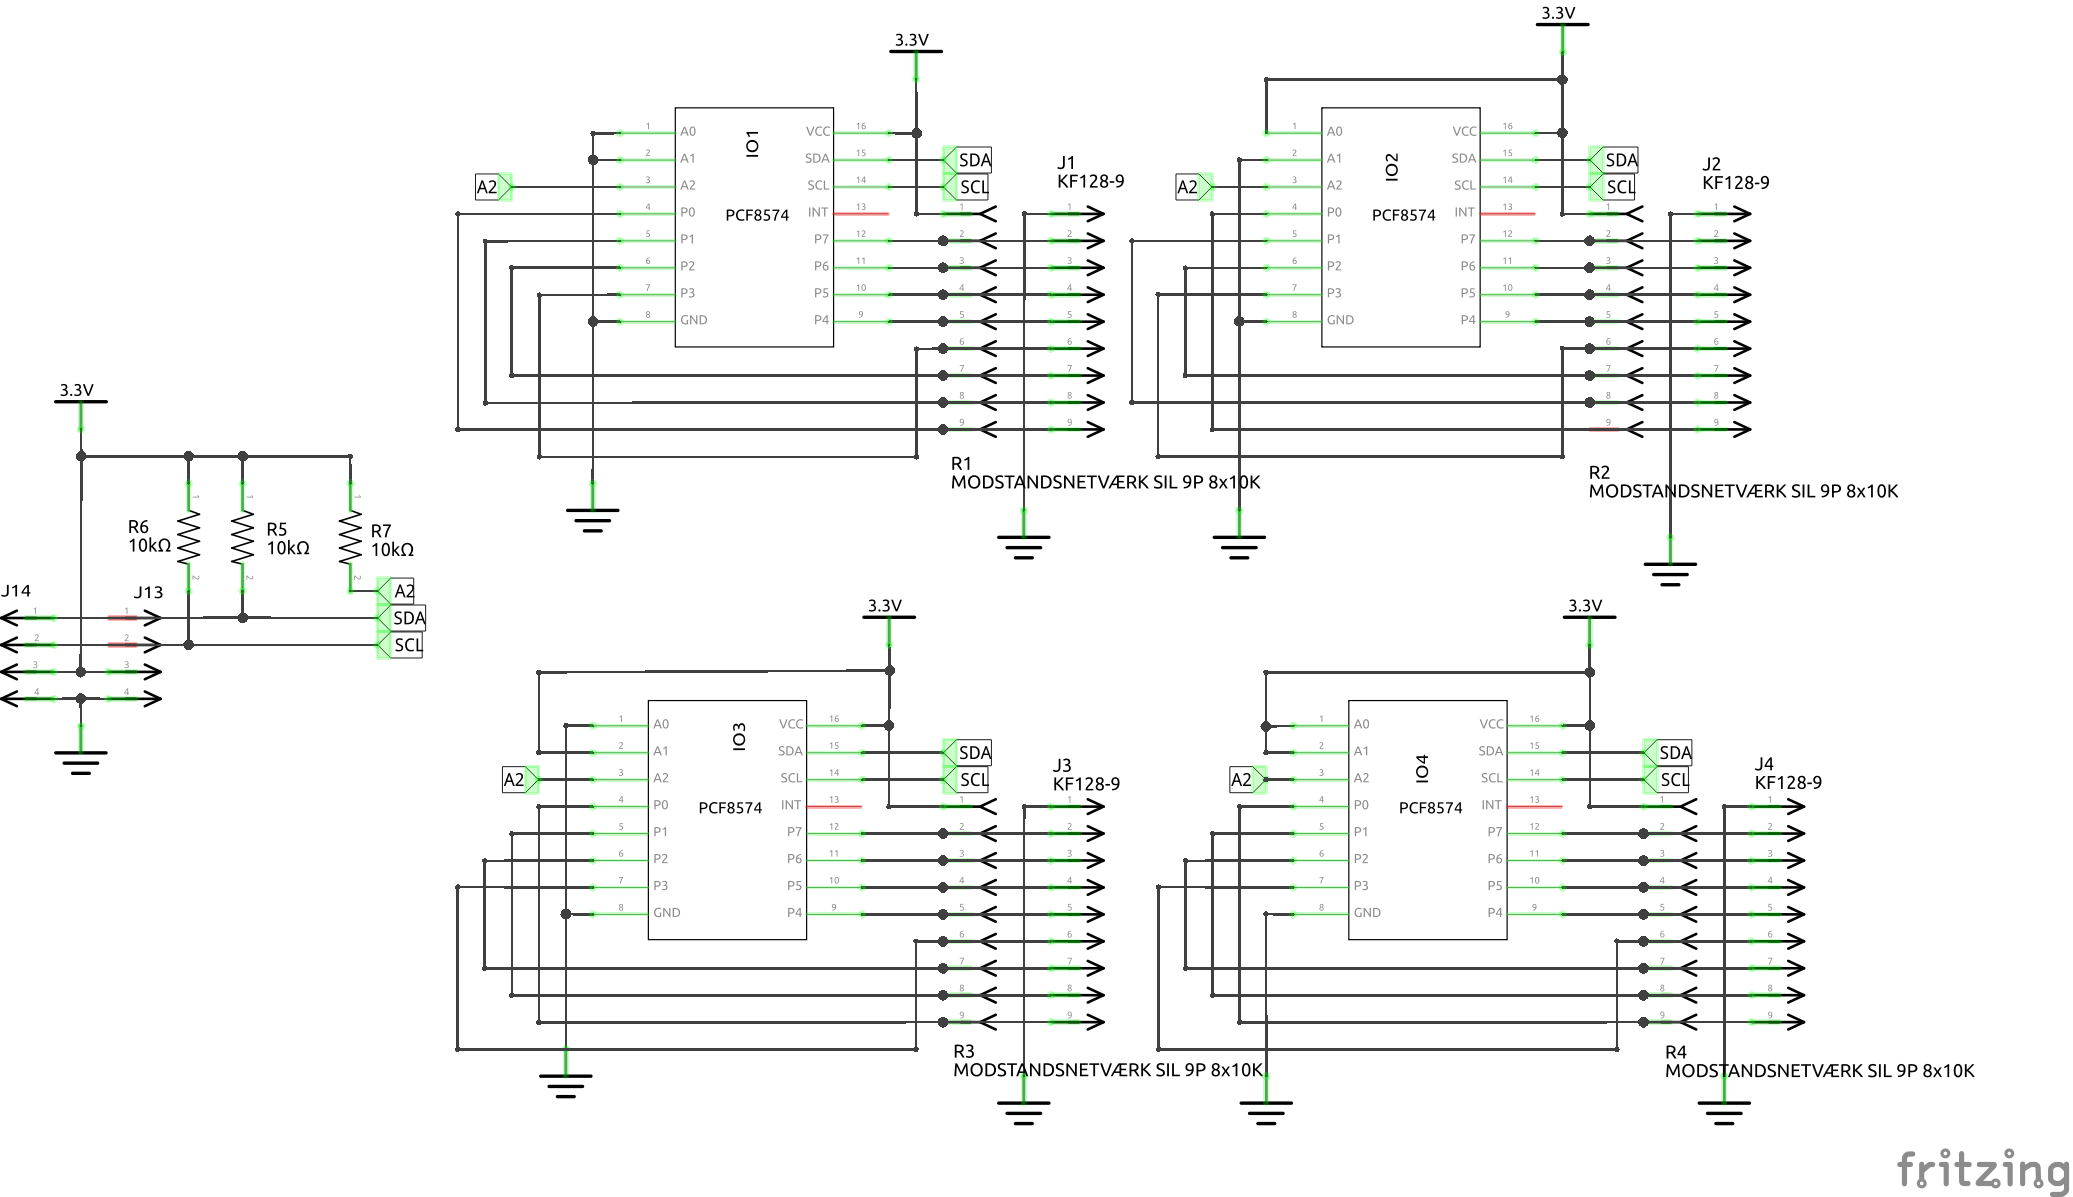 3.3V
1 A0
2 A1
3 A2
4 P0
5 P1
6 P2
7 P3
8 GND
IO1
PCF8574
VCC 16
SDA 15
SCL 14
INT 13
P7 12
P6 11
P5 10
P4 9
A2
SDA
SCL
1
2
3
4
5
6
7
8
9
R1
MODSTANDSNETVÆRK SIL 9P 8x10K
J1
KF128-9
1
2
3
4
5
6
7
8
9
3.3V
1 A0
2 A1
3 A2
4 P0
5 P1
6 P2
7 P3
8 GND
IO2
PCF8574
VCC 16
SDA 15
SCL 14
INT 13
P7 12
P6 11
P5 10
P4 9
A2
SDA
SCL
1
2
3
4
5
6
7
8
9
R2
MODSTANDSNETVÆRK SIL 9P 8x10K
J2
KF128-9
1
2
3
4
5
6
7
8
9
3.3V
1
1
1
R6
10kΩ
R5
10kΩ
R7
10kΩ
2
2
2
J14
J13
A2
SDA
SCL
1 1
2 2
3 3
4 4
3.3V
1 A0
2 A1
3 A2
4 P0
5 P1
6 P2
7 P3
8 GND
IO3
PCF8574
VCC 16
SDA 15
SCL 14
INT 13
P7 12
P6 11
P5 10
P4 9
A2
SDA
SCL
1
2
3
4
5
6
7
8
9
R3
MODSTANDSNETVÆRK SIL 9P 8x10K
J3
KF128-9
1
2
3
4
5
6
7
8
9
3.3V
1 A0
2 A1
3 A2
4 P0
5 P1
6 P2
7 P3
8 GND
IO4
PCF8574
VCC 16
SDA 15
SCL 14
INT 13
P7 12
P6 11
P5 10
P4 9
A2
SDA
SCL
1
2
3
4
5
6
7
8
9
R4
MODSTANDSNETVÆRK SIL 9P 8x10K
J4
KF128-9
1
2
3
4
5
6
7
8
9
fritzing